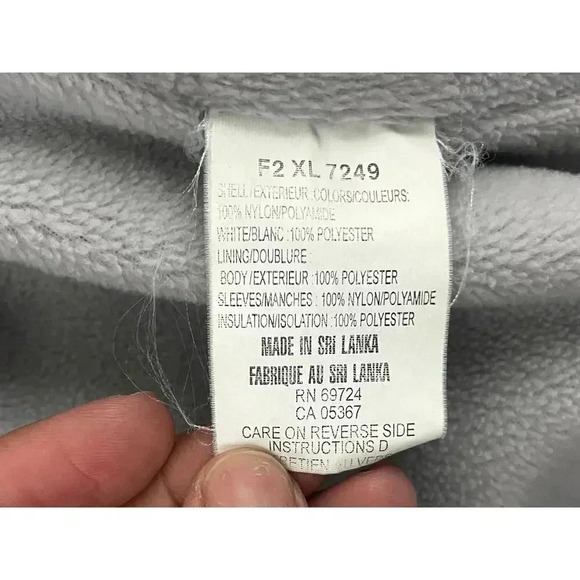 F2 XL 7249
SHELL/EXTERIEUR :COLORS/COULEURS:
100% NYLON/POLYAMIDE
WHITE/BLANC :100% POLYESTER
LINING/DOUBLURE :
BODY/EXTERIEUR :100% POLYESTER
SLEEVES/MANCHES : 100% NYLON/POLYAMIDE
INSULATION/ISOLATION :100% POLYESTER
MADE IN SRI LANKA
FABRIQUE AU SRI LANKA
RN 69724
CA 05367
CARE ON REVERSE SIDE
INSTRUCTIONS D